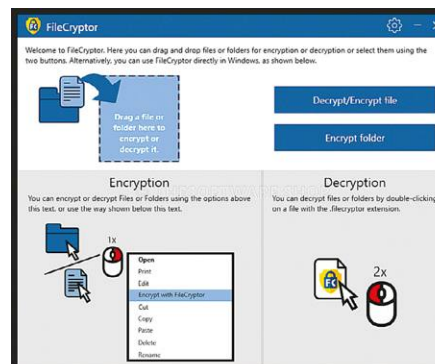 FileCryptor
Welcome to FileCryptor. Here you can drag and drop files or folders for encryption or decryption or select them using the
two buttons. Alternatively, you can use FileCryptor directly in Windows, as shown below.
Drag a file or
folder here to
encrypt or
decrypt it.
Decrypt/Encrypt file
Encrypt folder
Encryption
You can encrypt or decrypt Files or Folders using the options above
this text, or use the way shown below this text.
1x
Open
Print
Edit
Encrypt with FileCryptor
Cut
Copy
Paste
Delete
Rename
Decryption
You can decrypt files or folders by double-clicking
on a file with the .filecryptor extension.
FC
2x